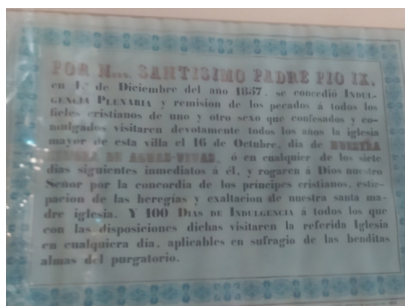 POR N... SANTISIMO PADRE PIO IX,
en 1.º de Diciembre del año 1857, se concedió INDUL-
GENCIA PLENARIA y remision de los pecados á todos los
fieles cristianos de uno y otro sexo que confesados y co-
mulgados visitaren devotamente todos los años la iglesia
mayor de esta villa el 16 de Octubre, dia de NUESTRA
SEÑORA DE AGUAS-VIVAS, ó en cualquier de los siete
dias siguientes inmediatos á él, y rogaren á Dios nuestro
Señor por la concordia de los principes cristianos, estir-
pacion de las heregias y exaltacion de nuestra santa ma-
dre iglesia. Y 100 DIAS DE INDULGENCIA á todos los que
con las disposiciones dichas visitaren la referida Iglesia
en cualquiera dia, aplicables en sufragio de las benditas
almas del purgatorio.